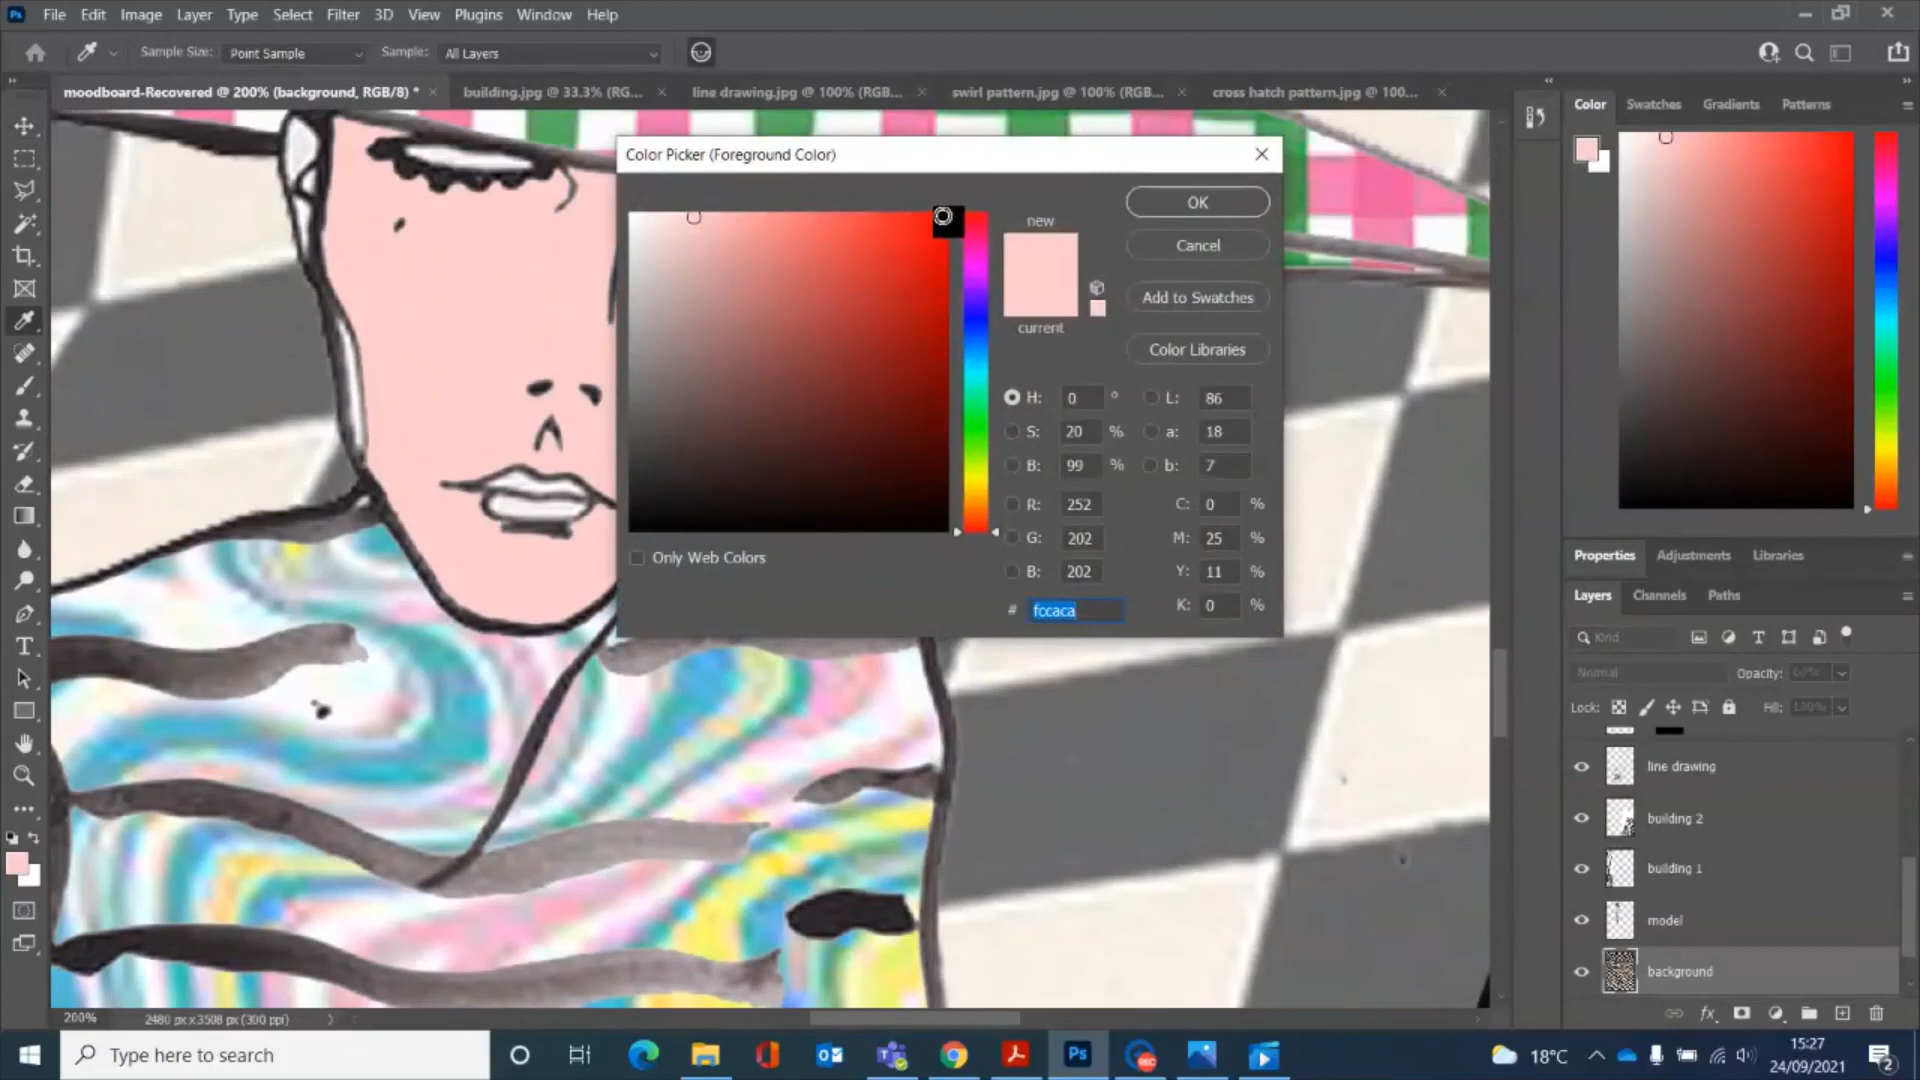 Ps File Edit Image Layer Type Select Filter 3D View Plugins Window Help
Sample Size: Point Sample Sample: All Layers
moodboard-Recovered @ 200% (background, RGB/8) * × building.jpg @ 33.3% (RG... × line drawing.jpg @ 100% (RGB... × swirl pattern.jpg @ 100% (RGB... × cross hatch pattern.jpg @ 100... ×
Color Swatches Gradients Patterns
Color Picker (Foreground Color)
new
current
OK
Cancel
Add to Swatches
Color Libraries
H: 0 ° L: 86
S: 20 % a: 18
B: 99 % b: 7
R: 252 C: 0 %
G: 202 M: 25 %
B: 202 Y: 11 %
# fccaca K: 0 %
Only Web Colors
Properties Adjustments Libraries
Layers Channels Paths
Kind
Normal Opacity: 60%
Lock: Fill: 100%
line drawing
building 2
building 1
model
background
200% 2480 px x 3508 px (300 ppi)
Type here to search
18°C
15:27
24/09/2021
2